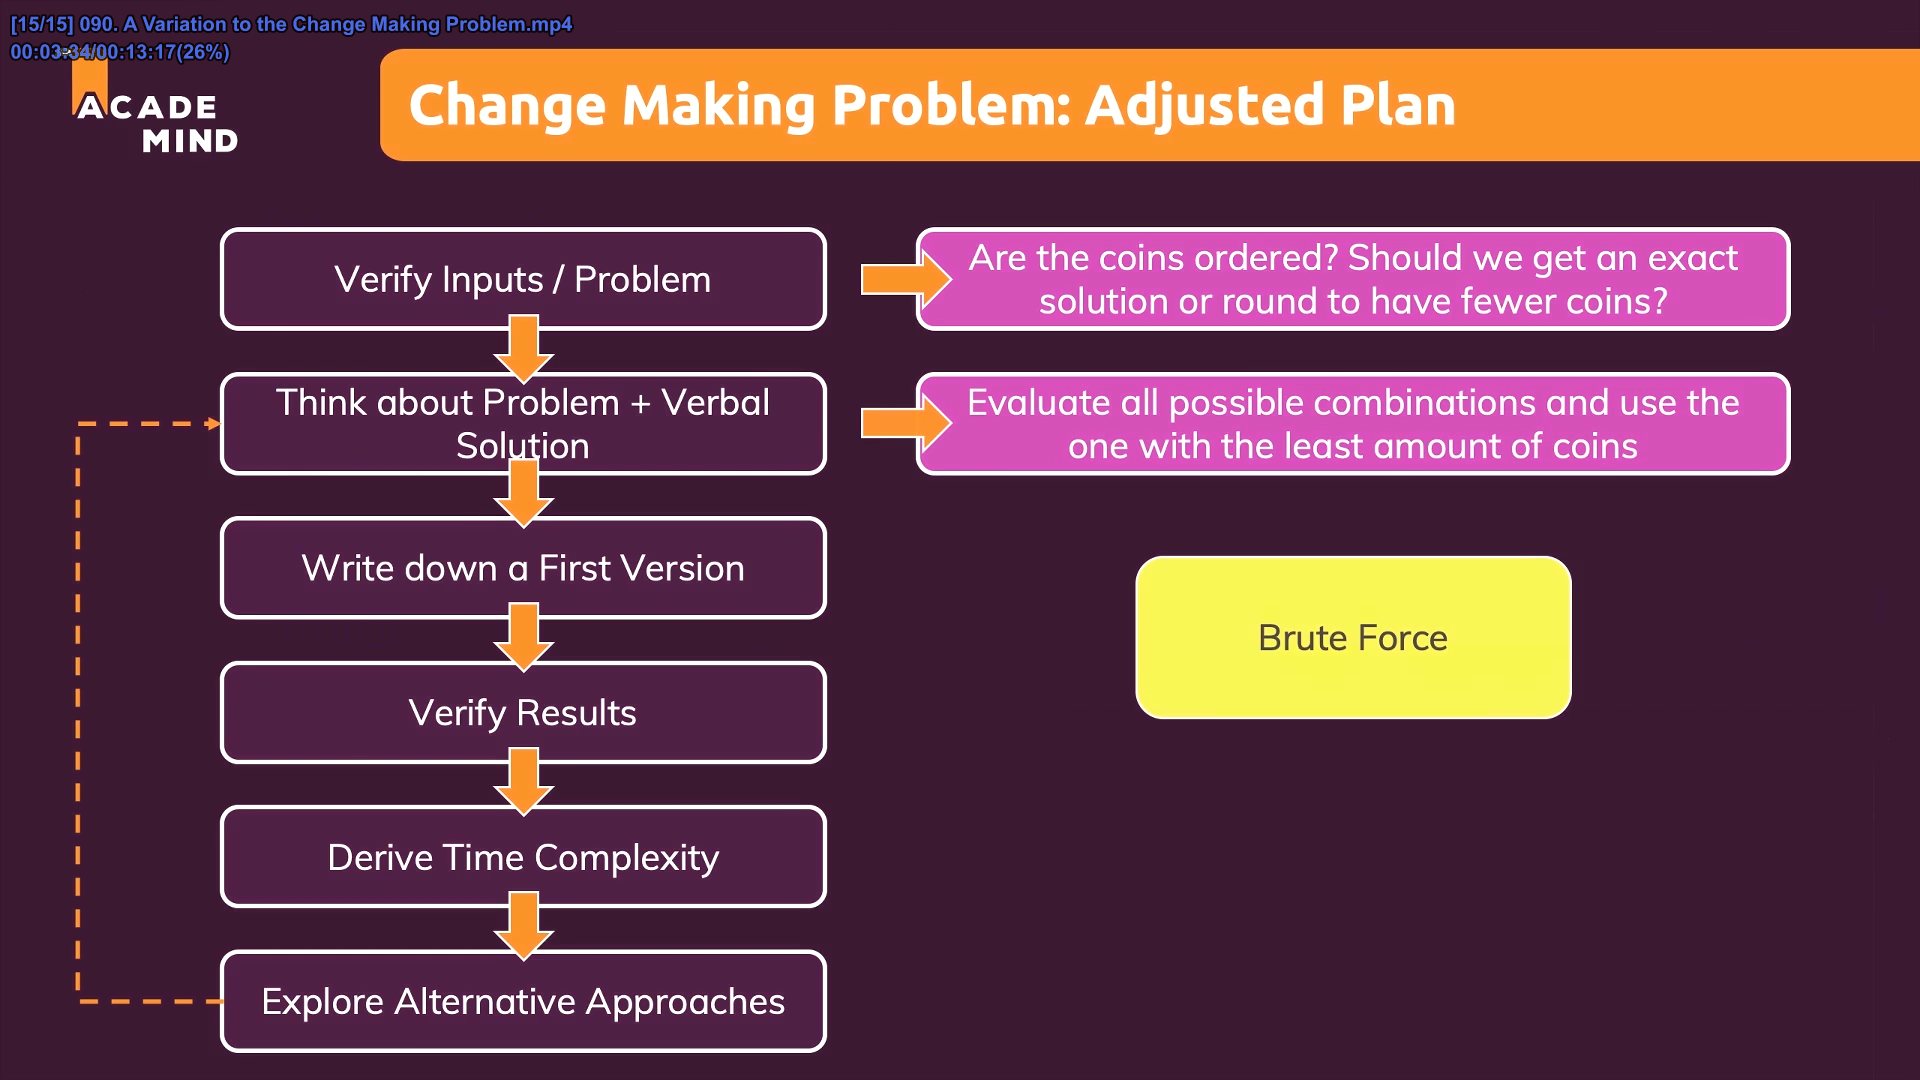 [15/15] 090. A Variation to the Change Making Problem.mp4
00:03:34/00:13:17(26%)
ACADE
MIND
Change Making Problem: Adjusted Plan
Verify Inputs / Problem
Are the coins ordered? Should we get an exact
solution or round to have fewer coins?
Think about Problem + Verbal
Solution
Evaluate all possible combinations and use the
one with the least amount of coins
Write down a First Version
Brute Force
Verify Results
Derive Time Complexity
Explore Alternative Approaches